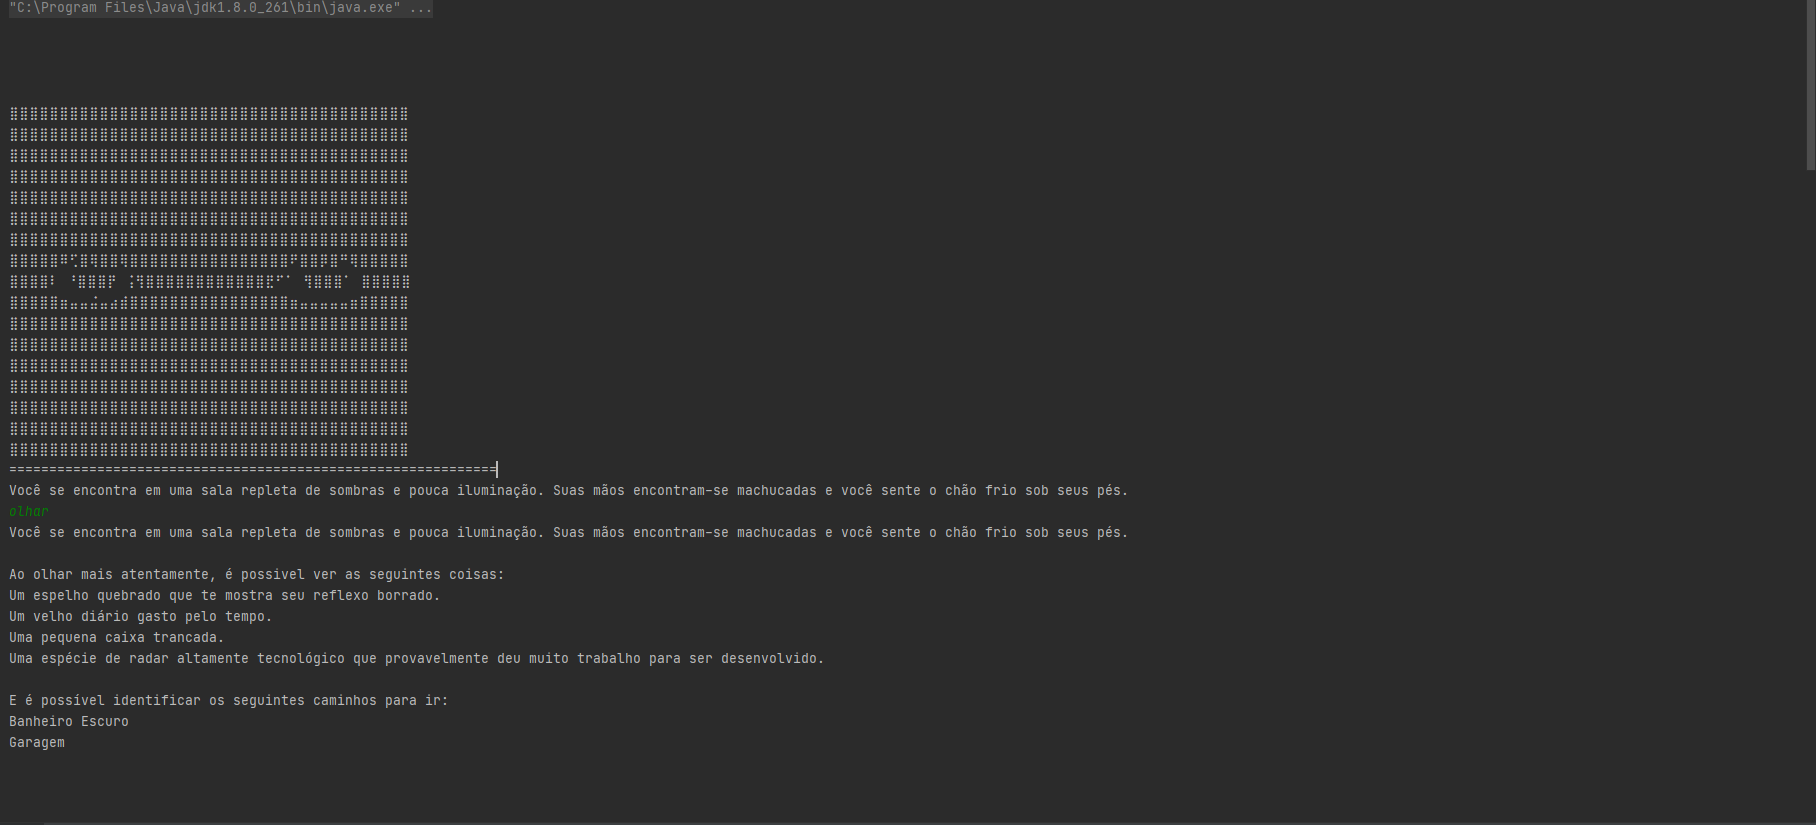 "C:\Program Files\Java\jdk1.8.0_261\bin\java.exe" ...
=============================================================
Você se encontra em uma sala repleta de sombras e pouca iluminação. Suas mãos encontram-se machucadas e você sente o chão frio sob seus pés.
olhar
Você se encontra em uma sala repleta de sombras e pouca iluminação. Suas mãos encontram-se machucadas e você sente o chão frio sob seus pés.
Ao olhar mais atentamente, é possivel ver as seguintes coisas:
Um espelho quebrado que te mostra seu reflexo borrado.
Um velho diário gasto pelo tempo.
Uma pequena caixa trancada.
Uma espécie de radar altamente tecnológico que provavelmente deu muito trabalho para ser desenvolvido.
E é possível identificar os seguintes caminhos para ir:
Banheiro Escuro
Garagem